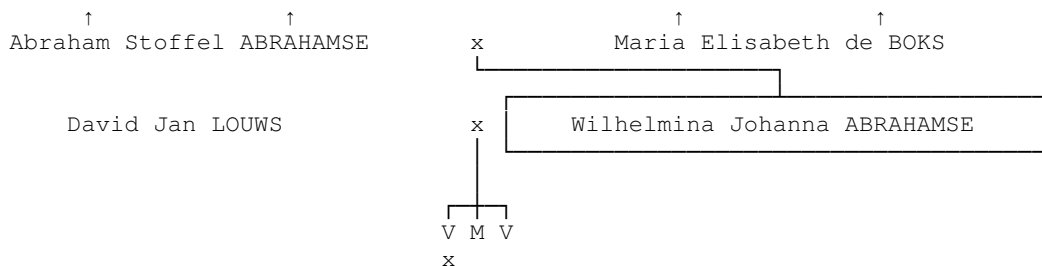 ↑ ↑ ↑ ↑
Abraham Stoffel ABRAHAMSE x Maria Elisabeth de BOKS
David Jan LOUWS x Wilhelmina Johanna ABRAHAMSE
V M V
x